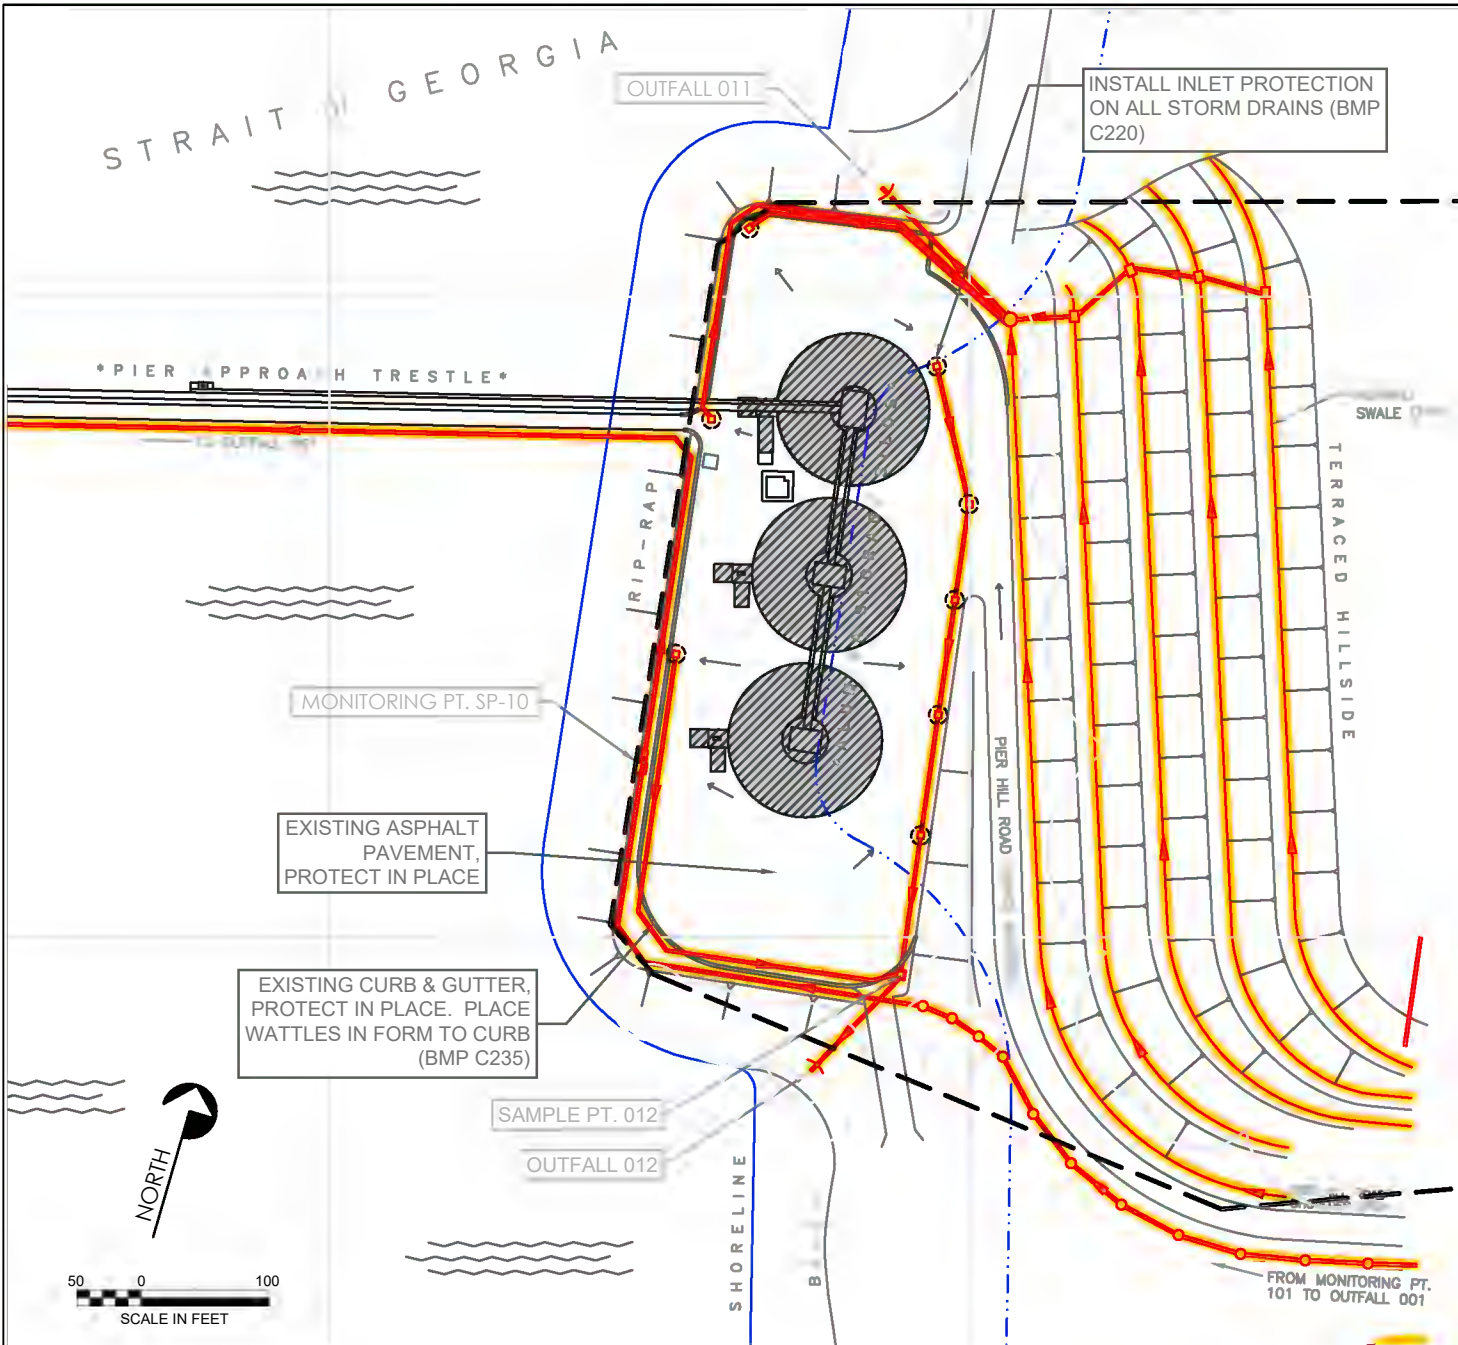 STRAIT OF GEORGIA
OUTFALL 011
INSTALL INLET PROTECTION
ON ALL STORM DRAINS (BMP
C220)
*PIER APPROACH TRESTLE*
SWALE
TERRACED HILLSIDE
RIP-RAP
MONITORING PT. SP-10
PIER HILL ROAD
EXISTING ASPHALT
PAVEMENT,
PROTECT IN PLACE
EXISTING CURB & GUTTER,
PROTECT IN PLACE. PLACE
WATTLES IN FORM TO CURB
(BMP C235)
SAMPLE PT. 012
OUTFALL 012
NORTH
SHORELINE
50 0 100
SCALE IN FEET
FROM MONITORING PT.
101 TO OUTFALL 001